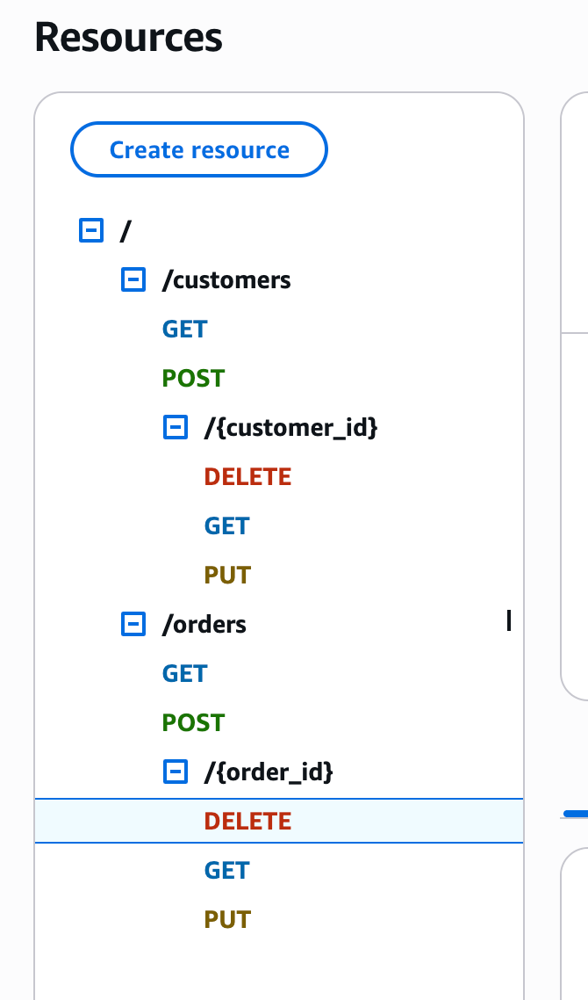 Resources
Create resource
/
/customers
GET
POST
/{customer_id}
DELETE
GET
PUT
/orders
GET
POST
/{order_id}
DELETE
GET
PUT